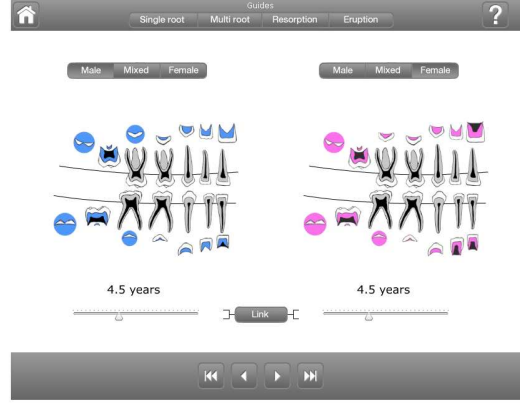 Guides
Single root Multi root Resorption Eruption ?
Male Mixed Female Male Mixed Female
4.5 years 4.5 years
Link